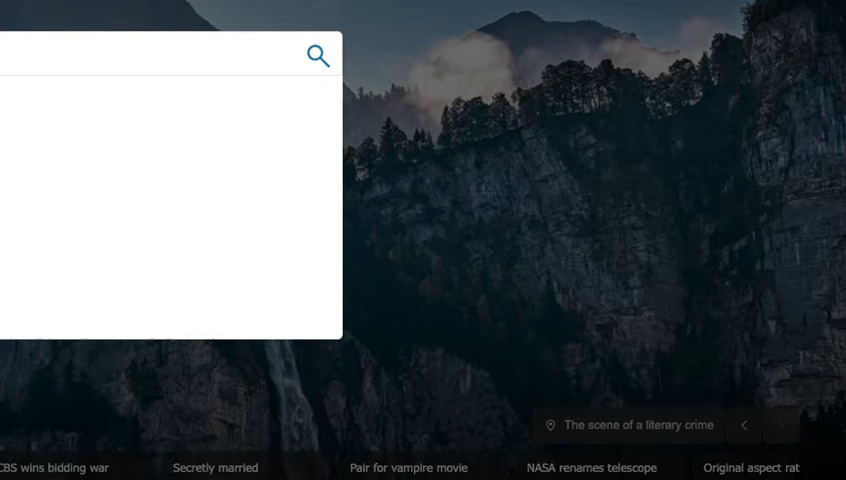 The scene of a literary crime
CBS wins bidding war
Secretly married
Pair for vampire movie
NASA renames telescope
Original aspect rat